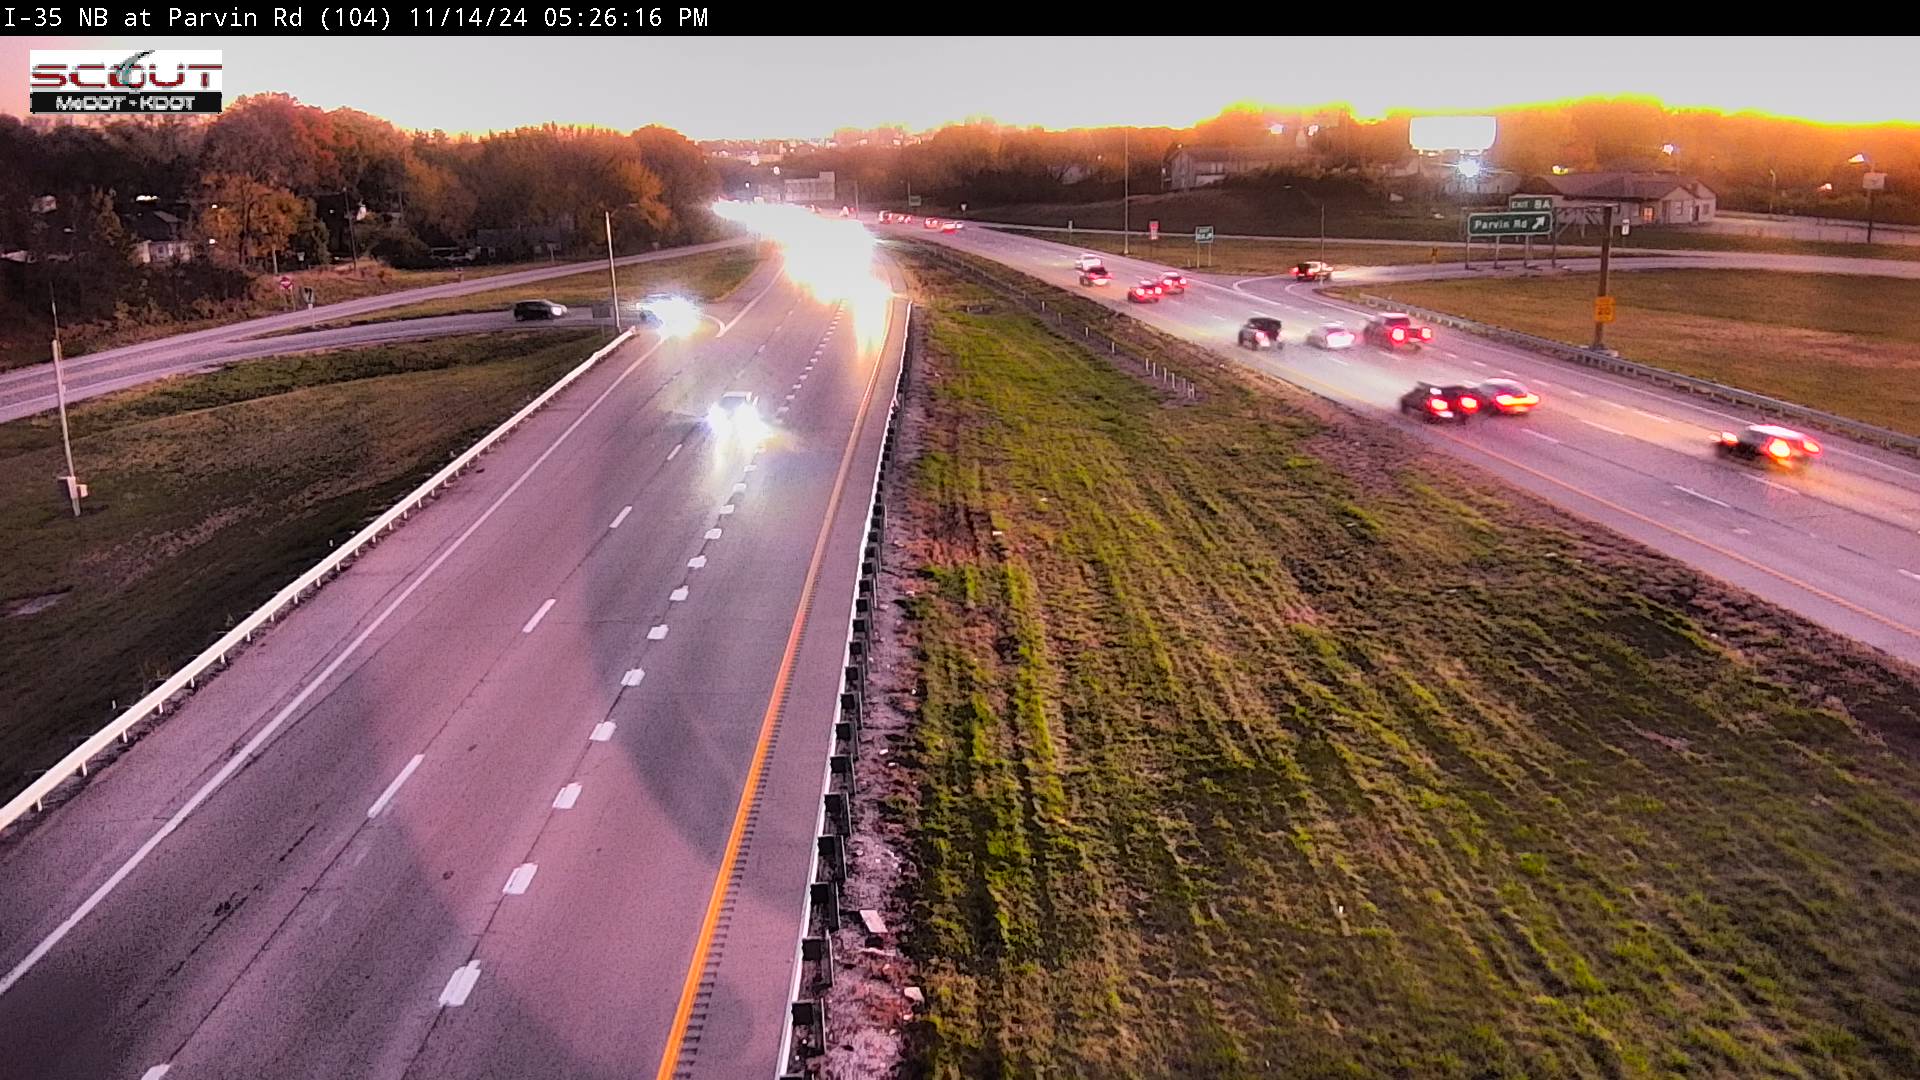 I-35 NB at Parvin Rd (104) 11/14/24 05:26:16 PM
SCOUT
MoDOT - KDOT
EXIT 8A
Parvin Rd